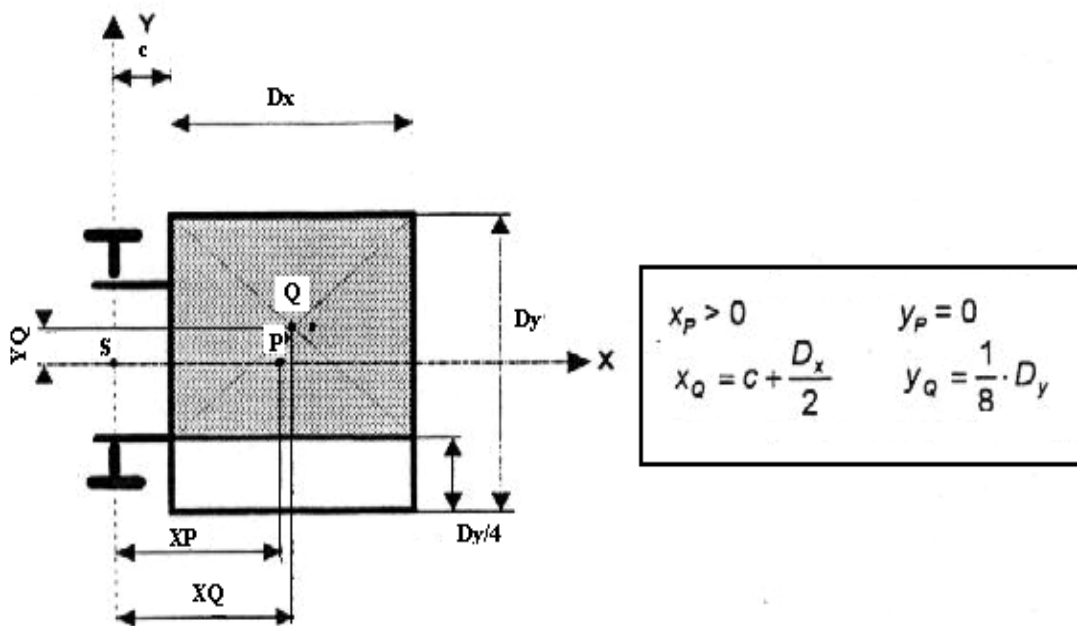 Y
c
Dx
Q
YQ
S
P
Dy
X
Dy/4
XP
XQ
x_P > 0 y_P = 0
x_Q = c + D_x/2 y_Q = 1/8 · D_y